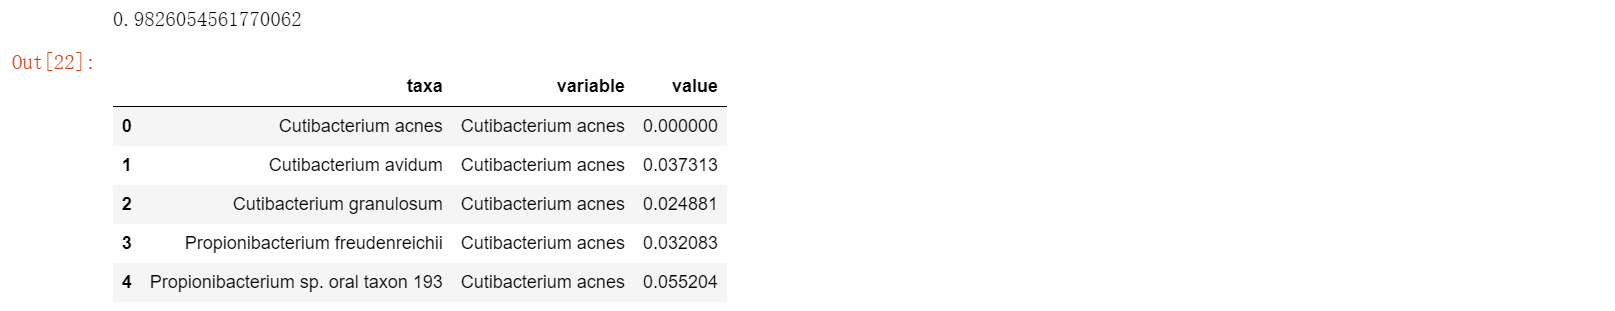 0.9826054561770062
Out[22]:
taxa variable value
0 Cutibacterium acnes Cutibacterium acnes 0.000000
1 Cutibacterium avidum Cutibacterium acnes 0.037313
2 Cutibacterium granulosum Cutibacterium acnes 0.024881
3 Propionibacterium freudenreichii Cutibacterium acnes 0.032083
4 Propionibacterium sp. oral taxon 193 Cutibacterium acnes 0.055204